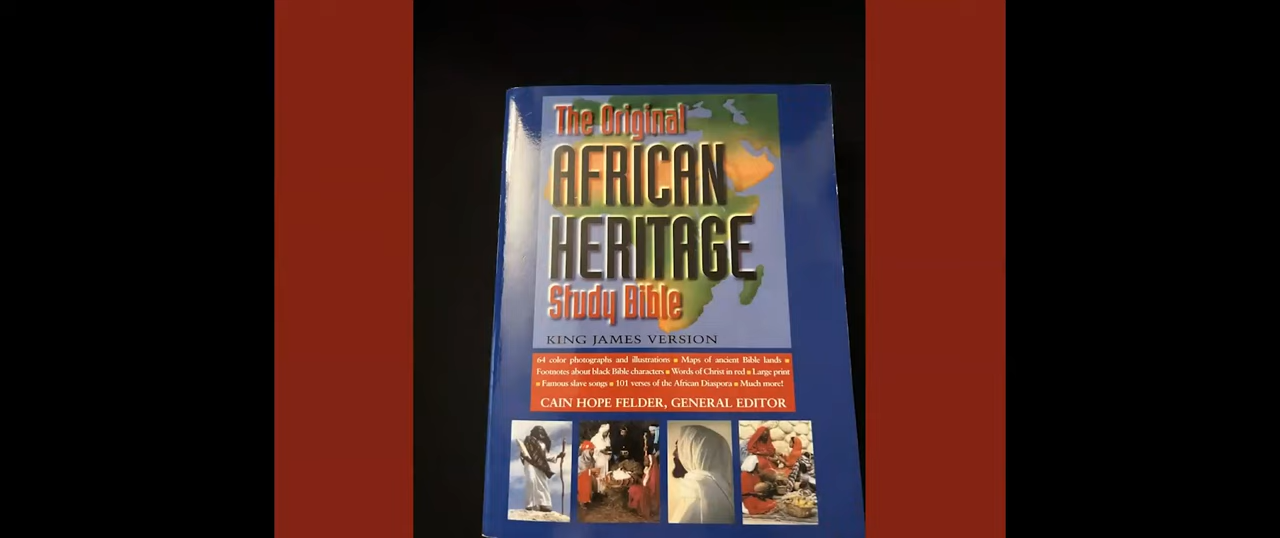 The Original
AFRICAN
HERITAGE
Study Bible
KING JAMES VERSION
64 color photographs and illustrations ■ Maps of ancient Bible lands ■
Footnotes about black Bible characters ■ Words of Christ in red ■ Large print
■ Famous slave songs ■ 101 verses of the African Diaspora ■ Much more!
CAIN HOPE FELDER, GENERAL EDITOR